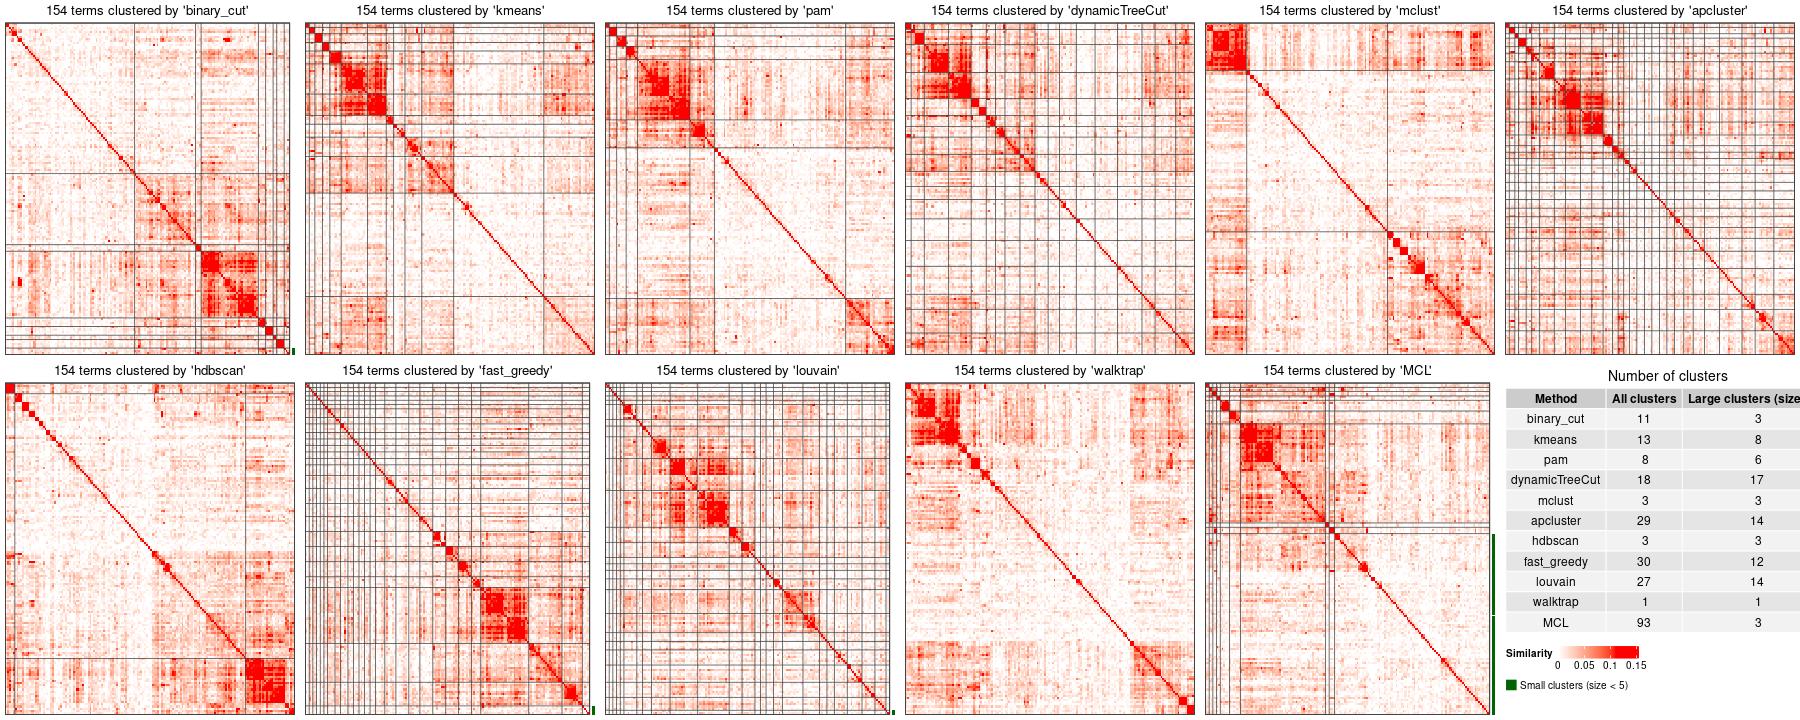 154 terms clustered by 'binary_cut'
154 terms clustered by 'kmeans'
154 terms clustered by 'pam'
154 terms clustered by 'dynamicTreeCut'
154 terms clustered by 'mclust'
154 terms clustered by 'apcluster'
154 terms clustered by 'hdbscan'
154 terms clustered by 'fast_greedy'
154 terms clustered by 'louvain'
154 terms clustered by 'walktrap'
154 terms clustered by 'MCL'
Number of clusters
Method All clusters Large clusters (size
binary_cut 11 3
kmeans 13 8
pam 8 6
dynamicTreeCut 18 17
mclust 3 3
apcluster 29 14
hdbscan 3 3
fast_greedy 30 12
louvain 27 14
walktrap 1 1
MCL 93 3
Similarity
0 0.05 0.1 0.15
Small clusters (size < 5)